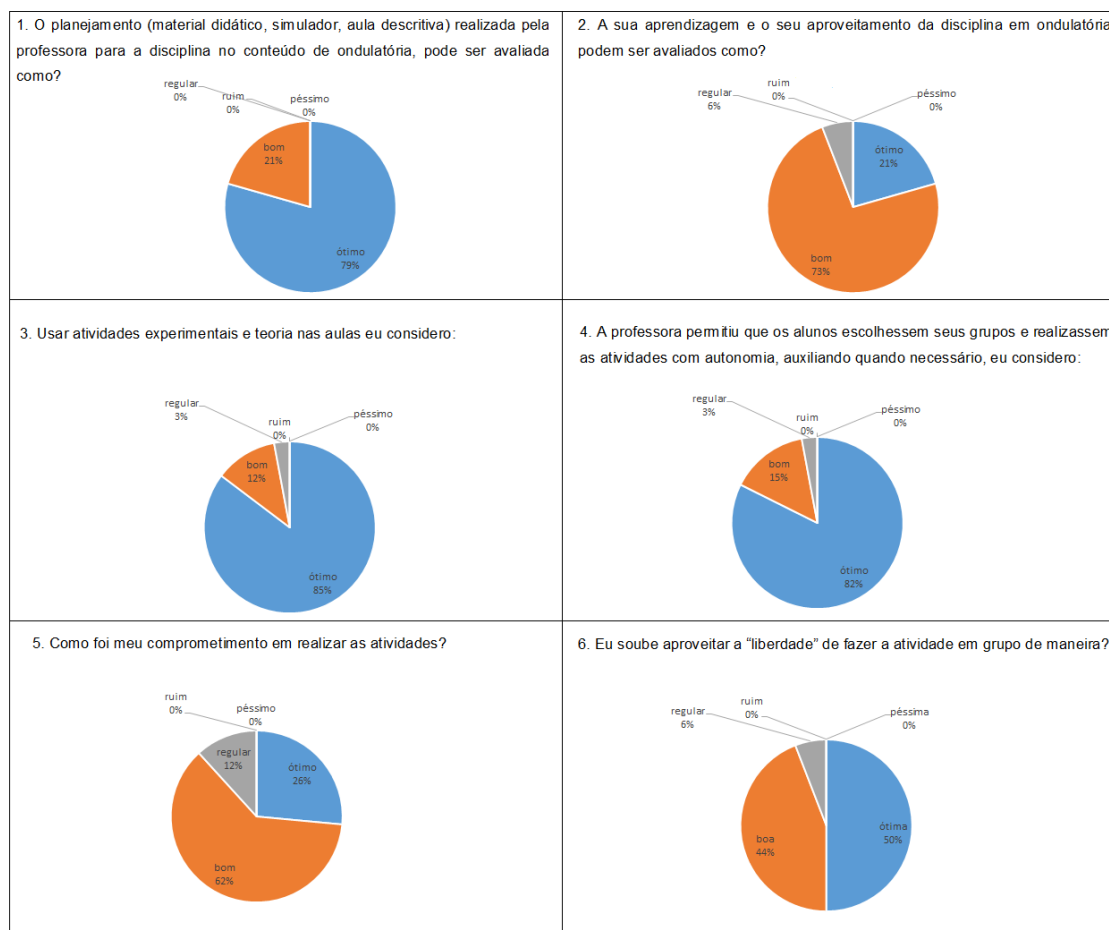 1. O planejamento (material didático, simulador, aula descritiva) realizada pela
professora para a disciplina no conteúdo de ondulatória, pode ser avaliada
como?
regular
0%
ruim
0%
péssimo
0%
bom
21%
ótimo
79%
2. A sua aprendizagem e o seu aproveitamento da disciplina em ondulatória
podem ser avaliados como?
regular
6%
ruim
0%
péssimo
0%
ótimo
21%
bom
73%
3. Usar atividades experimentais e teoria nas aulas eu considero:
regular
3%
ruim
0%
péssimo
0%
bom
12%
ótimo
85%
4. A professora permitiu que os alunos escolhessem seus grupos e realizassem
as atividades com autonomia, auxiliando quando necessário, eu considero:
regular
3%
ruim
0%
péssimo
0%
bom
15%
ótimo
82%
5. Como foi meu comprometimento em realizar as atividades?
ruim
0%
péssimo
0%
regular
12%
ótimo
26%
bom
62%
6. Eu soube aproveitar a “liberdade” de fazer a atividade em grupo de maneira?
regular
6%
ruim
0%
péssima
0%
boa
44%
ótima
50%